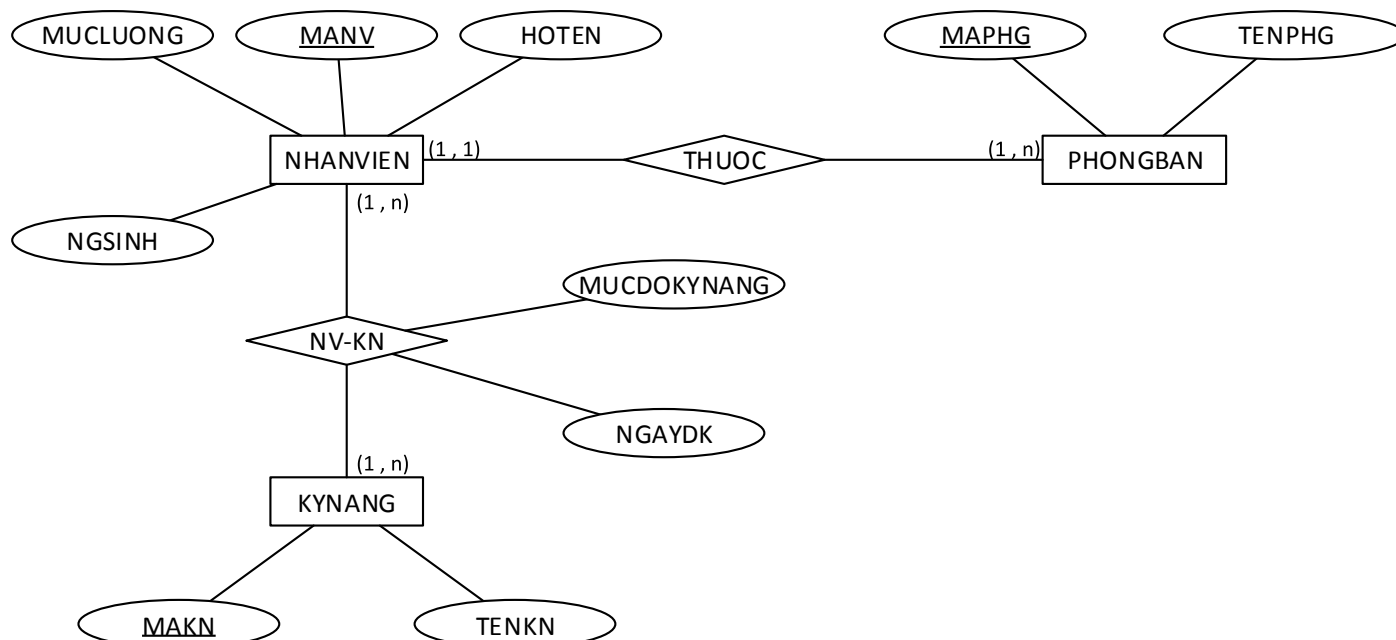 MUCLUONG
MANV
HOTEN
MAPHG
TENPHG
NHANVIEN
(1 , 1)
THUOC
(1 , n)
PHONGBAN
(1 , n)
NGSINH
MUCDOKYNANG
NV-KN
NGAYDK
(1 , n)
KYNANG
MAKN
TENKN